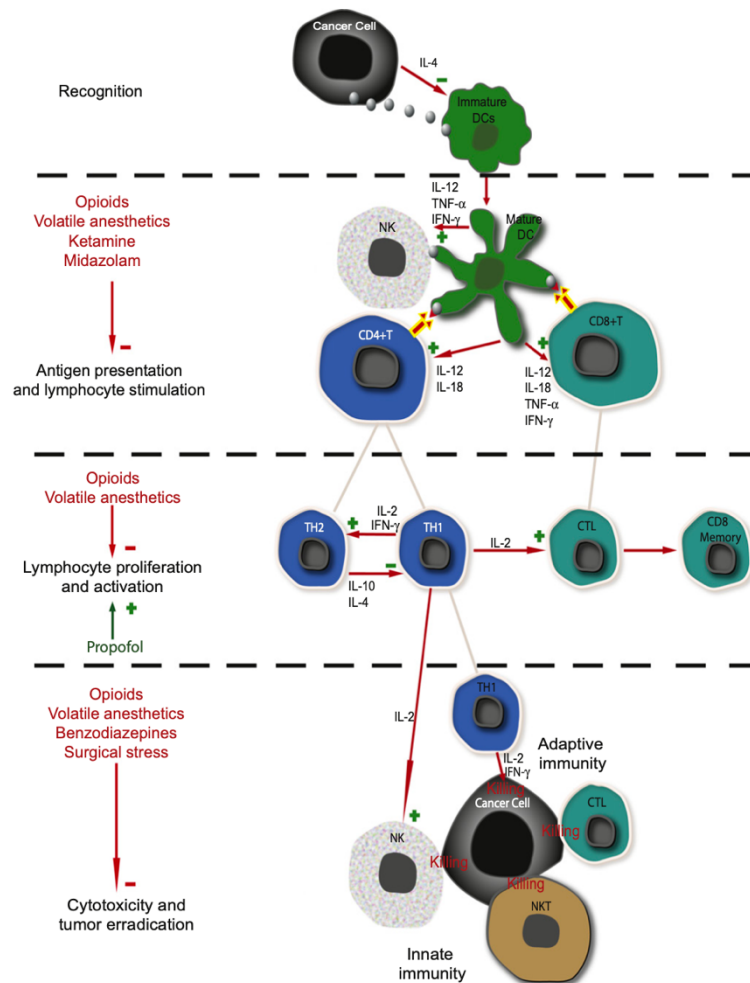 Cancer Cell
IL-4
–
Recognition
Immature
DCs
Opioids
Volatile anesthetics
Ketamine
Midazolam
–
Antigen presentation
and lymphocyte stimulation
IL-12
TNF-α
IFN-γ
+
NK
Mature
DC
CD4+T
+
IL-12
IL-18
CD8+T
+
IL-12
IL-18
TNF-α
IFN-γ
Opioids
Volatile anesthetics
–
Lymphocyte proliferation
and activation
+
Propofol
TH2
+
IL-2
IFN-γ
TH1
–
IL-10
IL-4
IL-2
+
CTL
CD8
Memory
Opioids
Volatile anesthetics
Benzodiazepines
Surgical stress
–
Cytotoxicity and
tumor erradication
IL-2
+
NK
TH1
IL-2
IFN-γ
Adaptive
immunity
Killing
Cancer Cell
CTL
Killing
Killing
Killing
NKT
Innate
immunity